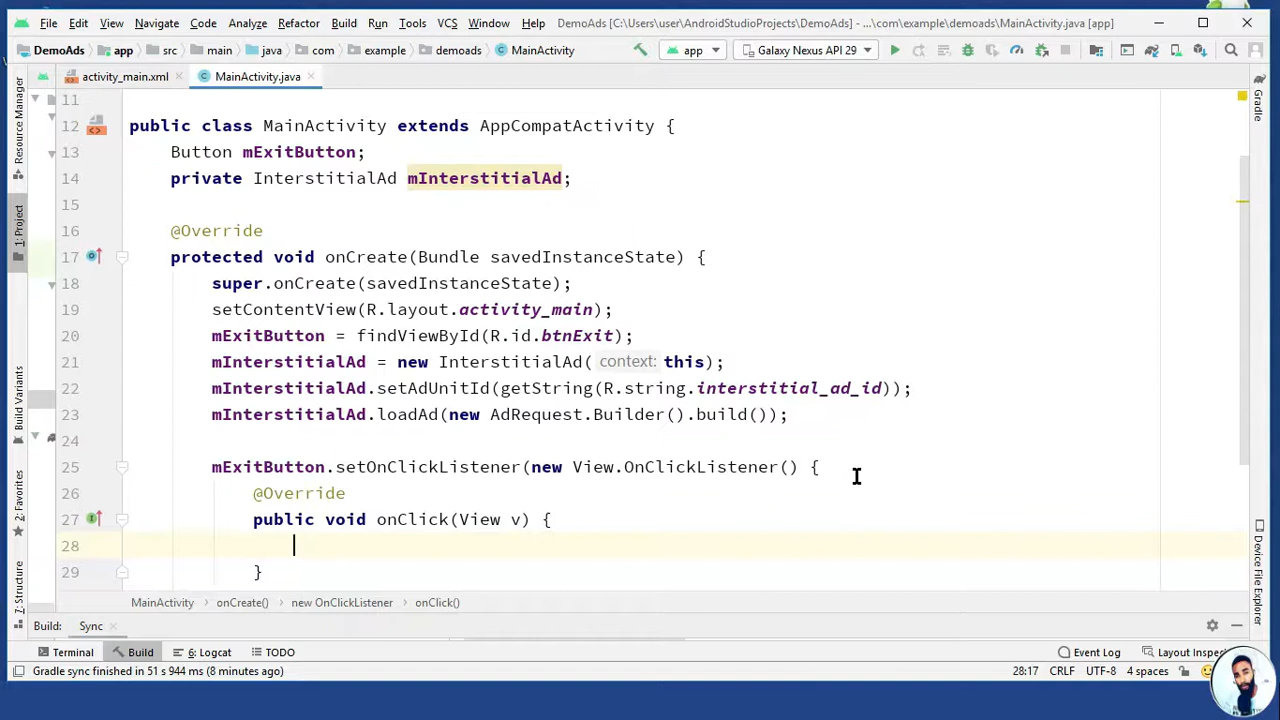 File Edit View Navigate Code Analyze Refactor Build Run Tools VCS Window Help DemoAds [C:\Users\user\AndroidStudioProjects\DemoAds] - ...\com\example\demoads\MainActivity.java [app]
DemoAds app src main java com example demoads MainActivity app Galaxy Nexus API 29
activity_main.xml MainActivity.java
11
12 public class MainActivity extends AppCompatActivity {
13 Button mExitButton;
14 private InterstitialAd mInterstitialAd;
15
16 @Override
17 protected void onCreate(Bundle savedInstanceState) {
18 super.onCreate(savedInstanceState);
19 setContentView(R.layout.activity_main);
20 mExitButton = findViewById(R.id.btnExit);
21 mInterstitialAd = new InterstitialAd( context: this);
22 mInterstitialAd.setAdUnitId(getString(R.string.interstitial_ad_id));
23 mInterstitialAd.loadAd(new AdRequest.Builder().build());
24
25 mExitButton.setOnClickListener(new View.OnClickListener() {
26 @Override
27 public void onClick(View v) {
28
29 }
MainActivity onCreate() new OnClickListener onClick()
Build: Sync
Terminal Build 6: Logcat TODO Event Log Layout Inspec
Gradle sync finished in 51 s 944 ms (8 minutes ago) 28:17 CRLF UTF-8 4 spaces
Resource Manager
1: Project
Build Variants
2: Favorites
7: Structure
Gradle
Device File Explorer